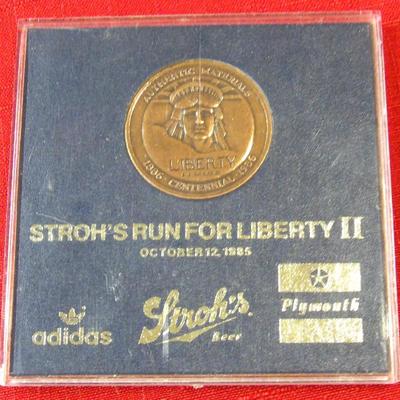 AUTHENTIC MATERIALS
LIBERTY
1886 · CENTENNIAL · 1986
STROH'S RUN FOR LIBERTY II
OCTOBER 12, 1985
adidas
Stroh's
Beer
Plymouth